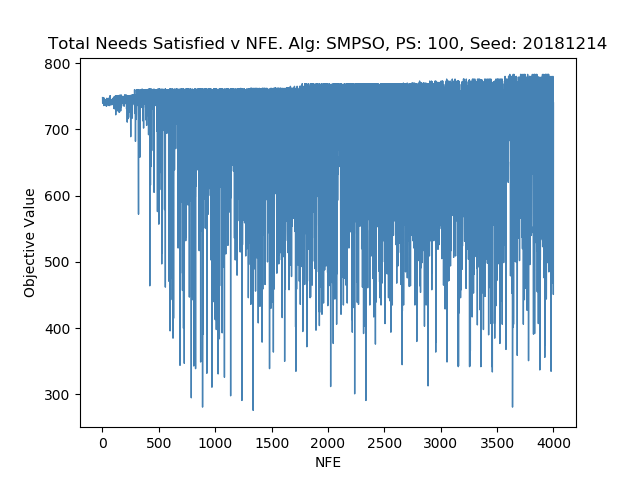 Total Needs Satisfied v NFE. Alg: SMPSO, PS: 100, Seed: 20181214
800
700
600
500
400
300
Objective Value
0 500 1000 1500 2000 2500 3000 3500 4000
NFE